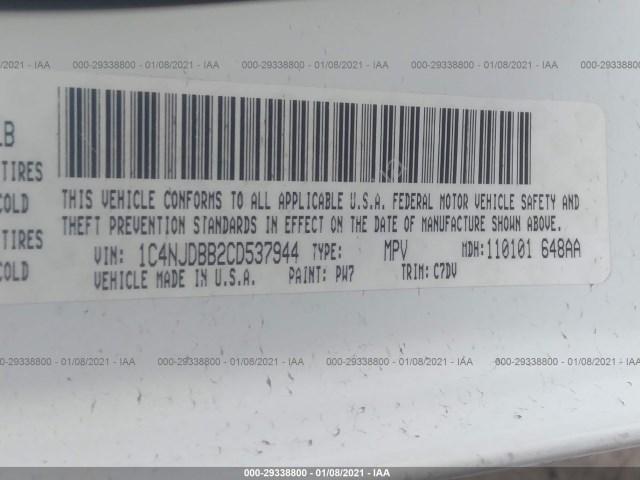 000-29338800 - 01/08/2021 - IAA
LB
TIRES
COLD
TIRES
COLD
THIS VEHICLE CONFORMS TO ALL APPLICABLE U.S.A. FEDERAL MOTOR VEHICLE SAFETY AND
THEFT PREVENTION STANDARDS IN EFFECT ON THE DATE OF MANUFACTURE SHOWN ABOVE.
VIN: 1C4NJDBB2CD537944 TYPE: MPV MDH: 110101 648AA
VEHICLE MADE IN U.S.A. PAINT: PW7 TRIM: C7DV
000-29338800 - 01/08/2021 - IAA
000-29338800 - 01/08/2021 - IAA